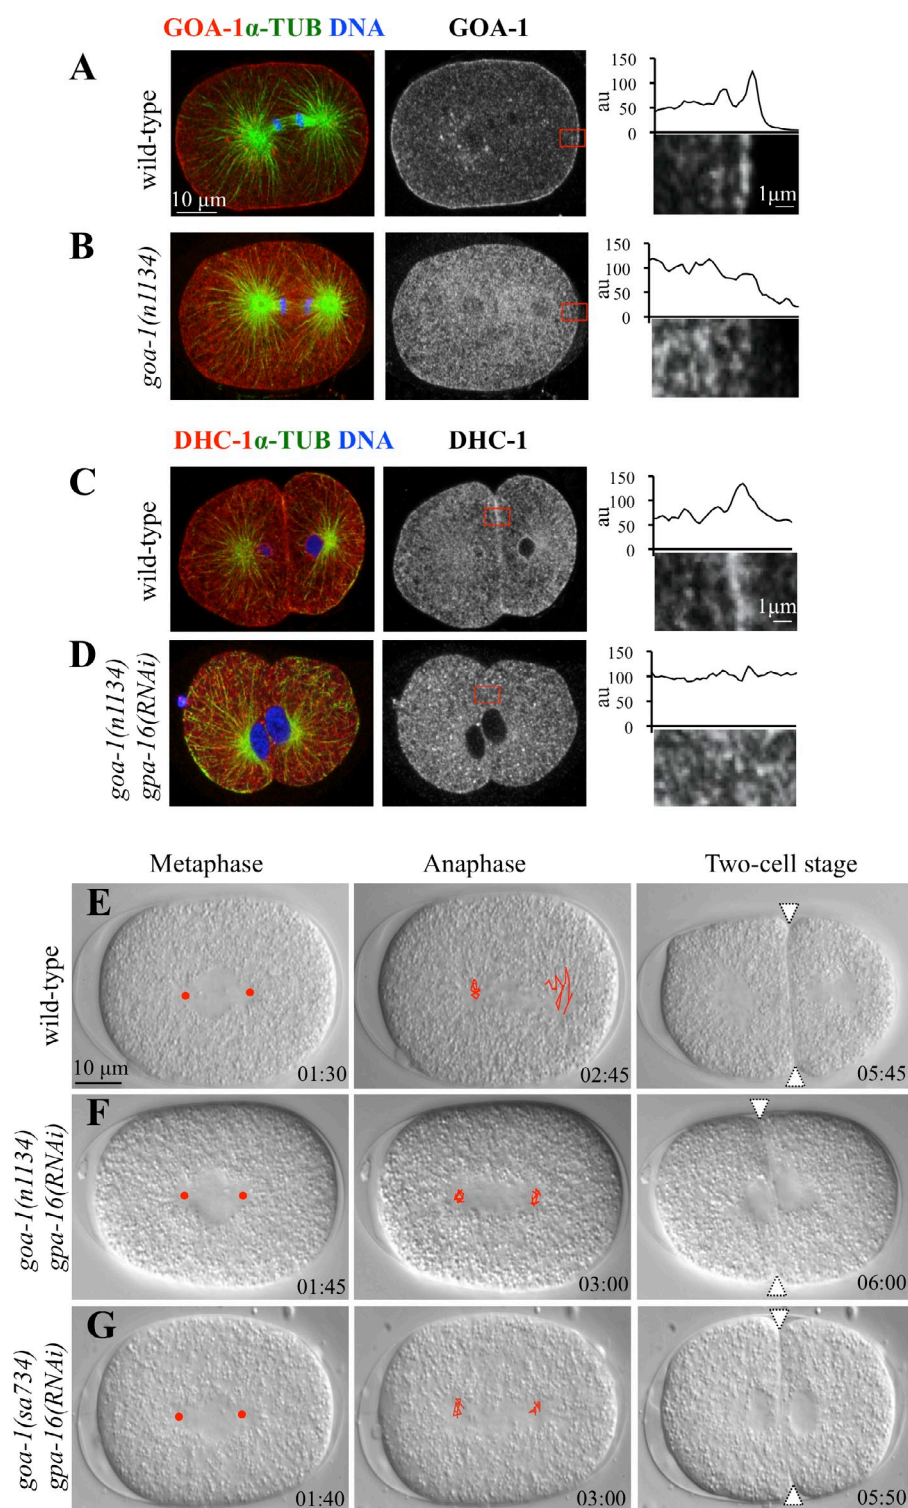 GOA-1 α-TUB DNA GOA-1
A
wild-type
10 μm
au
150
100
50
0
1μm
B
goa-1(n1134)
150
100
50
0
DHC-1 α-TUB DNA DHC-1
C
wild-type
au
150
100
50
0
1μm
D
goa-1(n1134)
gpa-16(RNAi)
au
150
100
50
0
Metaphase Anaphase Two-cell stage
E
wild-type
10 μm
01:30 02:45 05:45
F
goa-1(n1134)
gpa-16(RNAi)
01:45 03:00 06:00
G
goa-1(sa734)
gpa-16(RNAi)
01:40 03:00 05:50